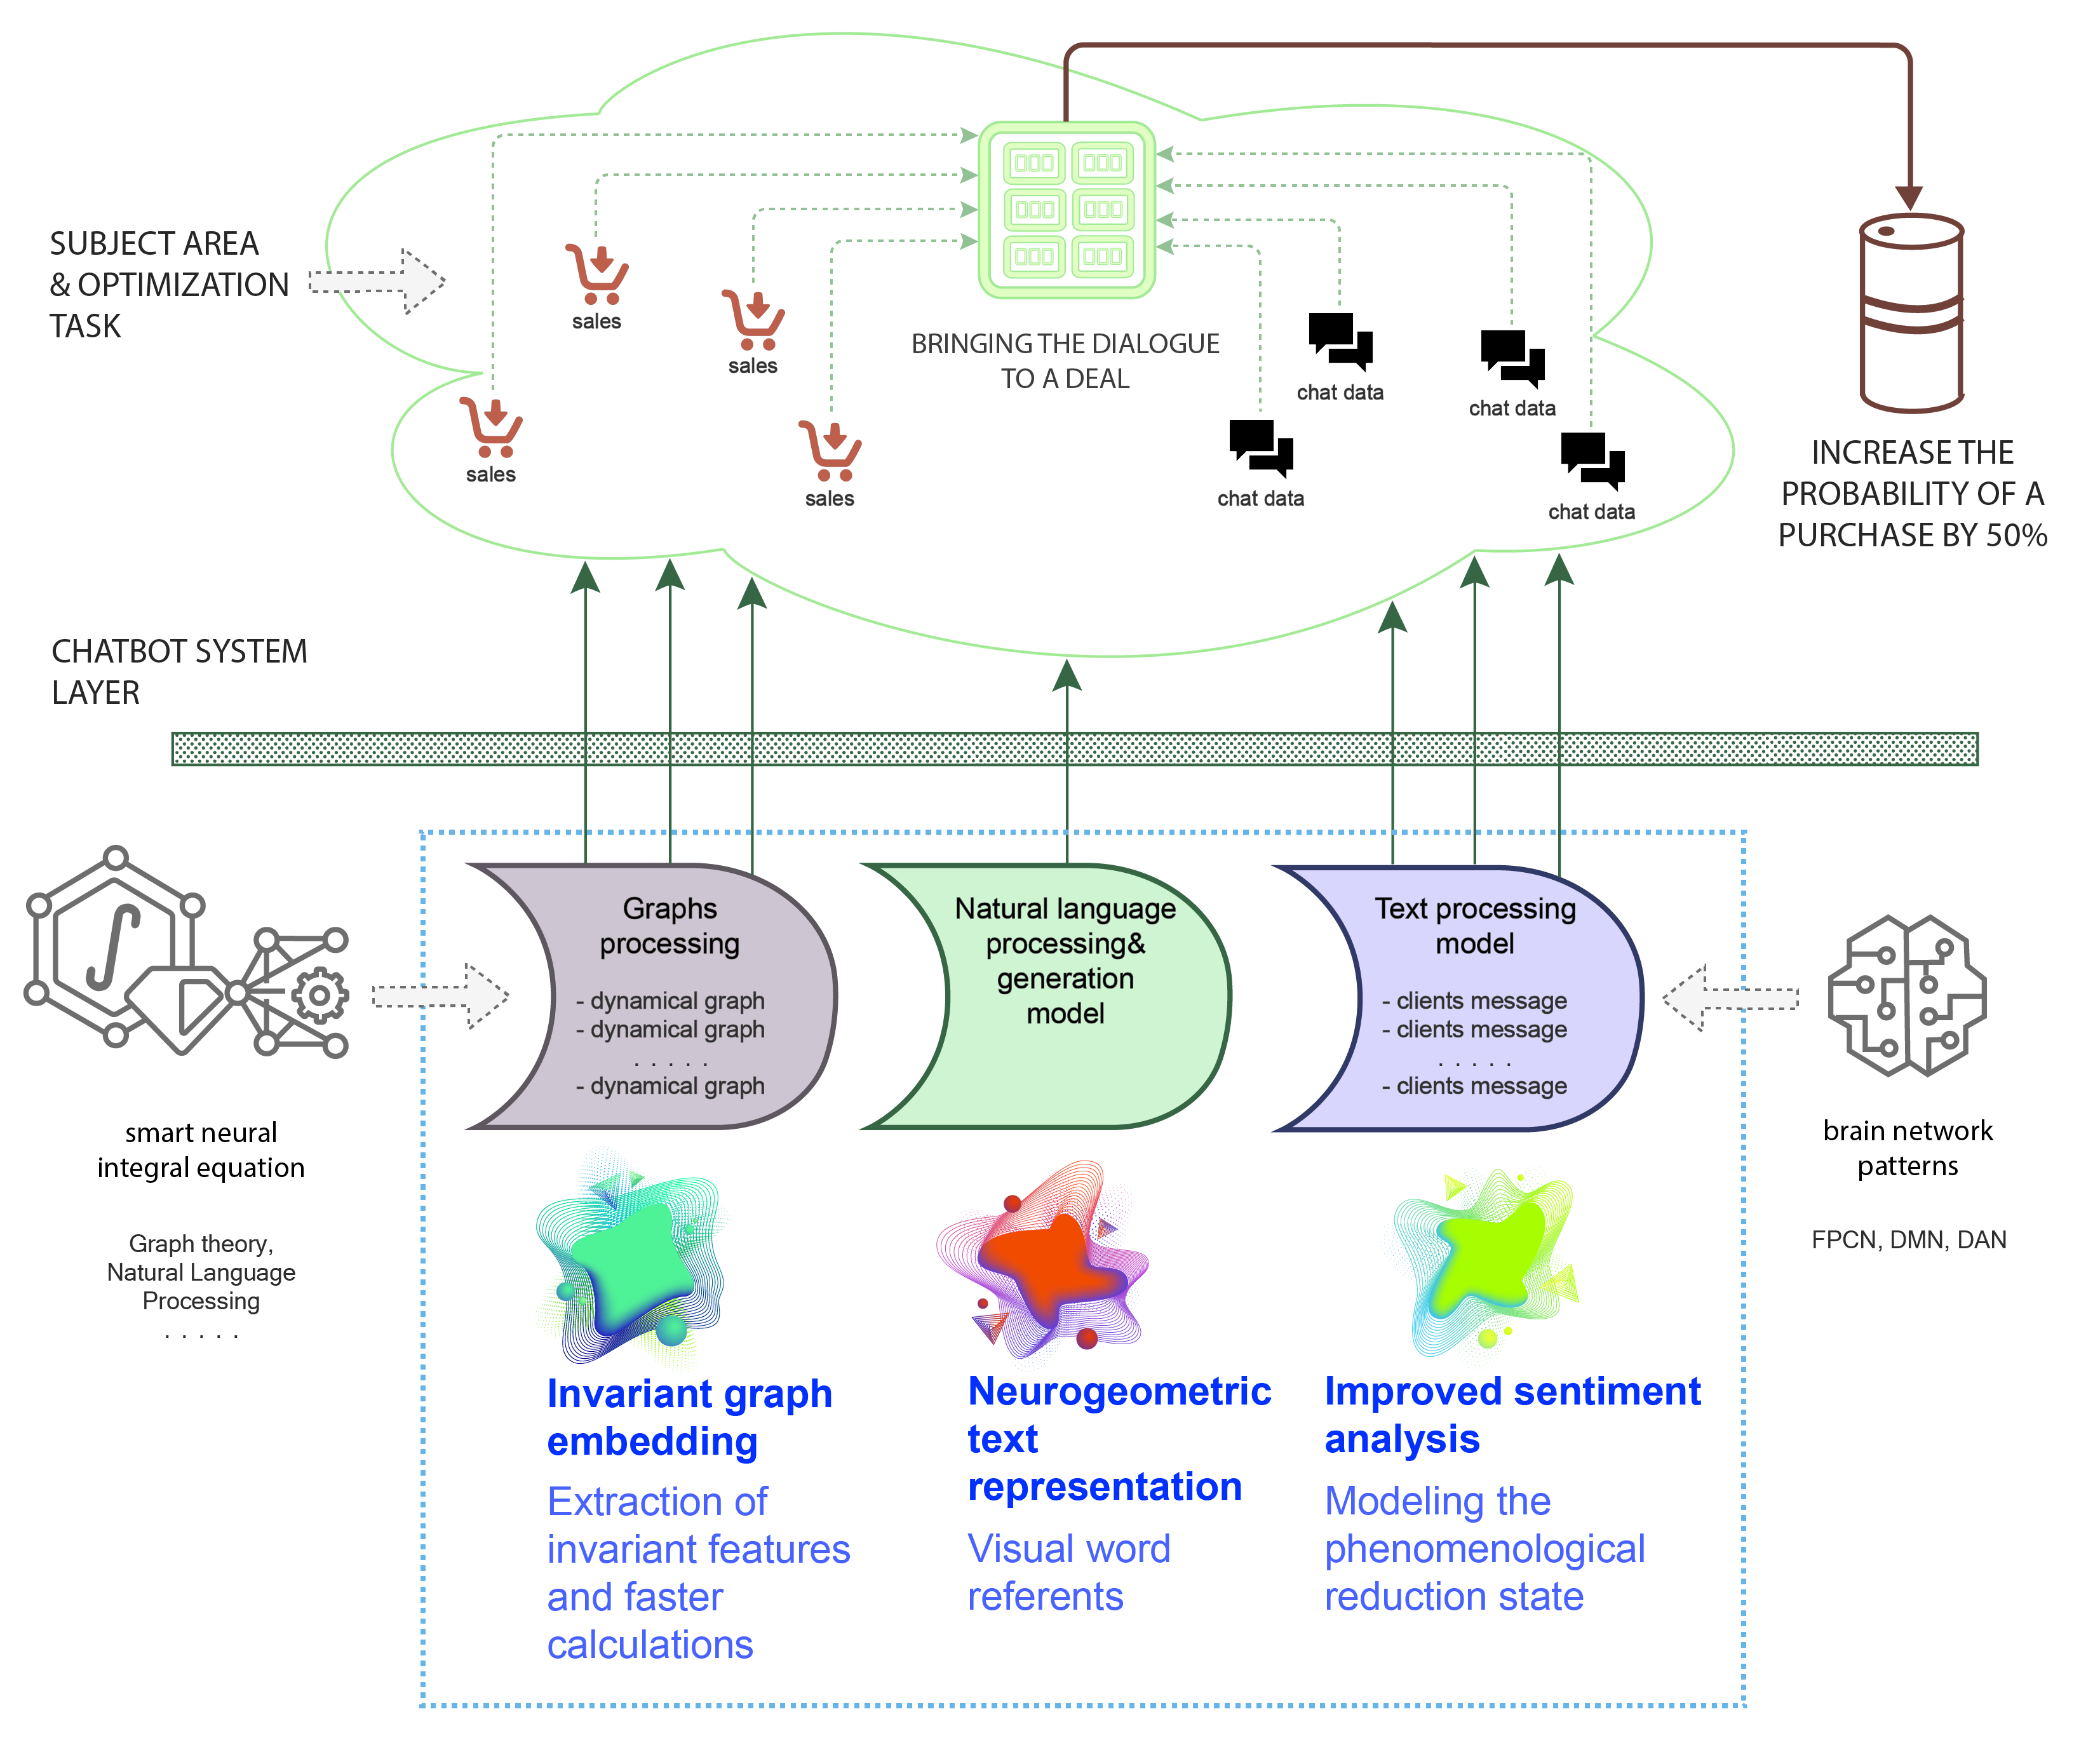 SUBJECT AREA
& OPTIMIZATION
TASK
sales
sales
sales
sales
BRINGING THE DIALOGUE
TO A DEAL
chat data
chat data
chat data
chat data
INCREASE THE
PROBABILITY OF A
PURCHASE BY 50%
CHATBOT SYSTEM
LAYER
Graphs
processing
- dynamical graph
- dynamical graph
. . . . .
- dynamical graph
Natural language
processing&
generation
model
Text processing
model
- clients message
- clients message
. . . . .
- clients message
smart neural
integral equation
Graph theory,
Natural Language
Processing
. . . . .
brain network
patterns
FPCN, DMN, DAN
Invariant graph
embedding
Extraction of
invariant features
and faster
calculations
Neurogeometric
text
representation
Visual word
referents
Improved sentiment
analysis
Modeling the
phenomenological
reduction state